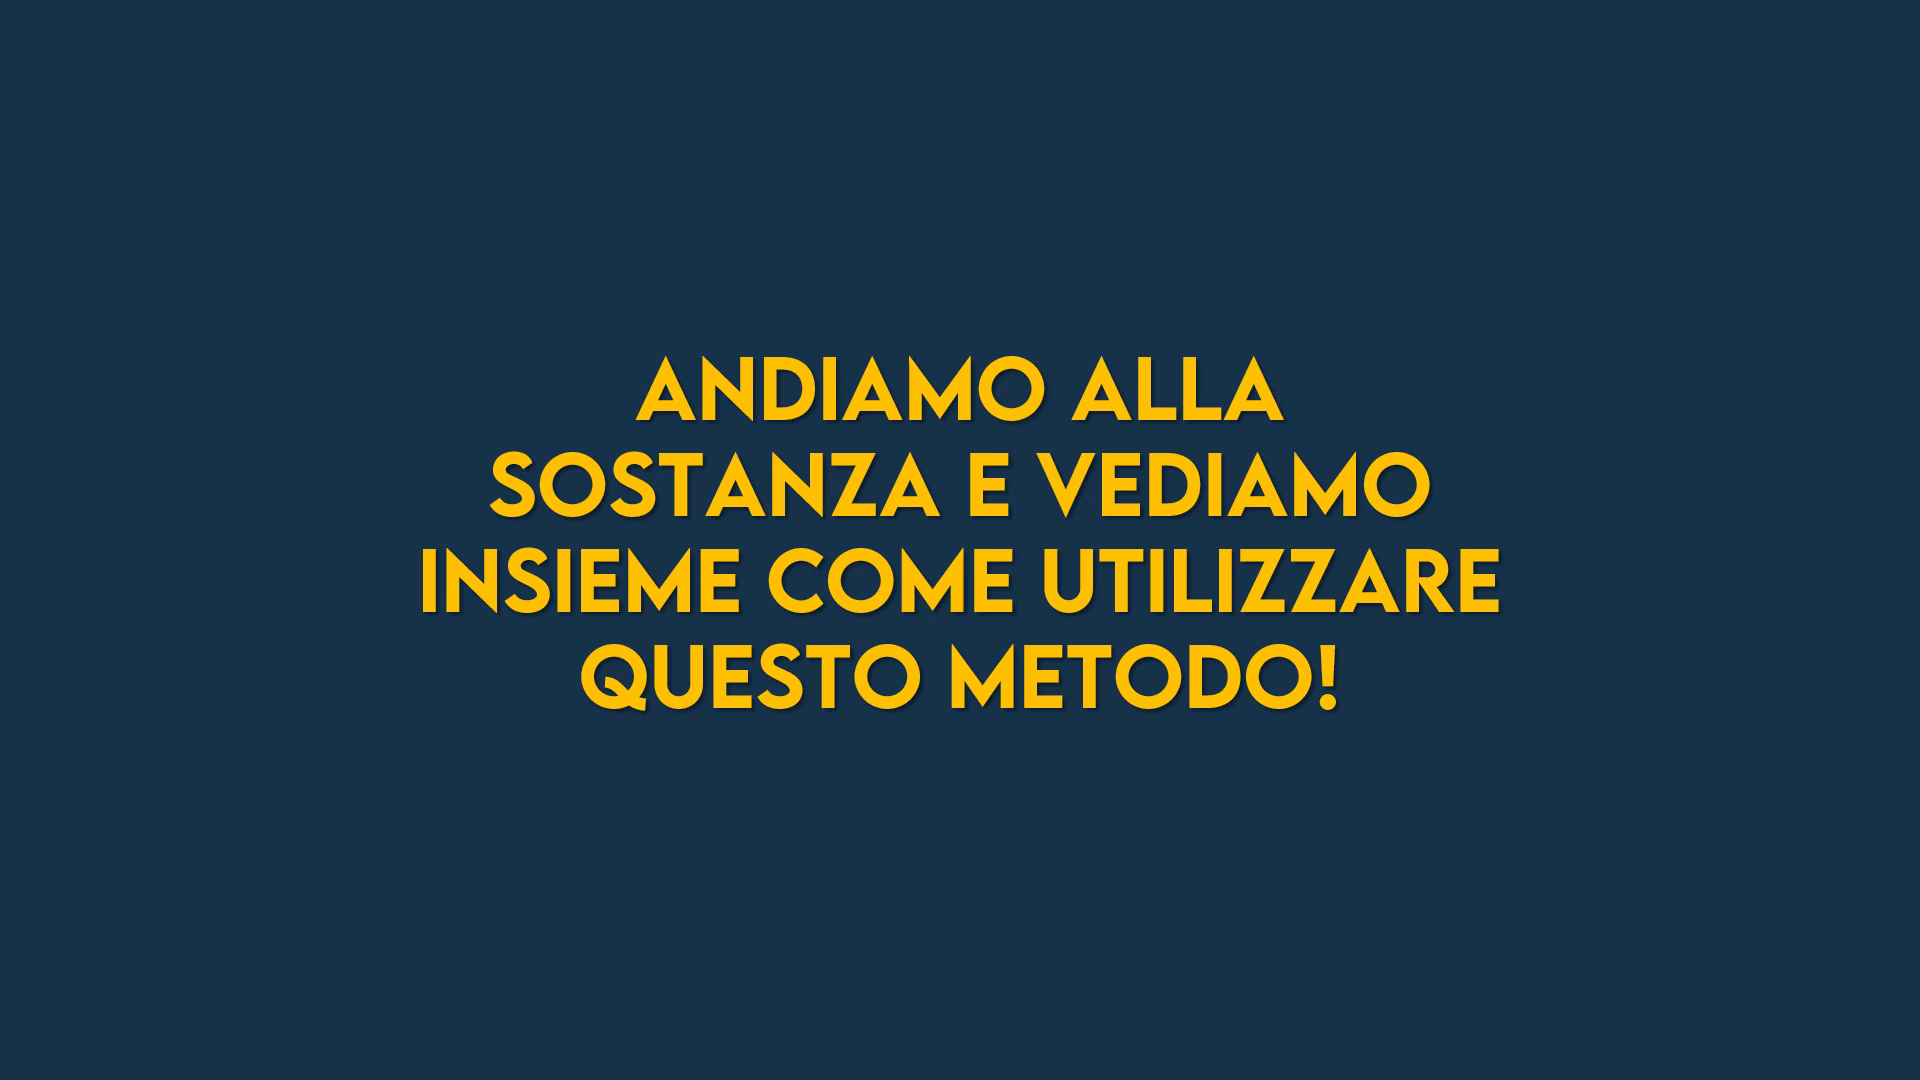 ANDIAMO ALLA
SOSTANZA E VEDIAMO
INSIEME COME UTILIZZARE
QUESTO METODO!